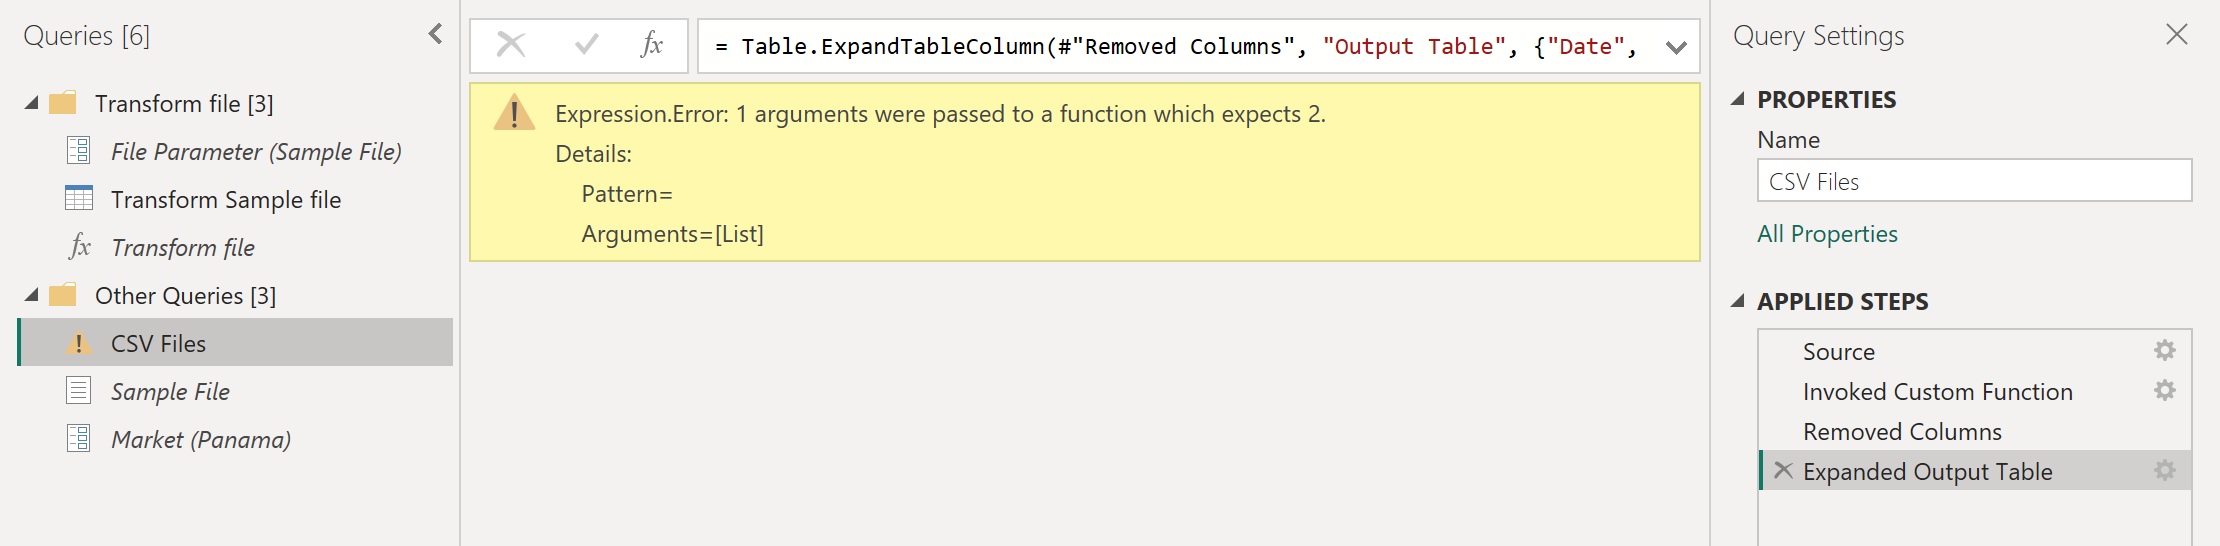 Queries [6]
Transform file [3]
File Parameter (Sample File)
Transform Sample file
fx Transform file
Other Queries [3]
CSV Files
Sample File
Market (Panama)
fx
= Table.ExpandTableColumn(#"Removed Columns", "Output Table", {"Date",
Expression.Error: 1 arguments were passed to a function which expects 2.
Details:
Pattern=
Arguments=[List]
Query Settings
PROPERTIES
Name
CSV Files
All Properties
APPLIED STEPS
Source
Invoked Custom Function
Removed Columns
Expanded Output Table